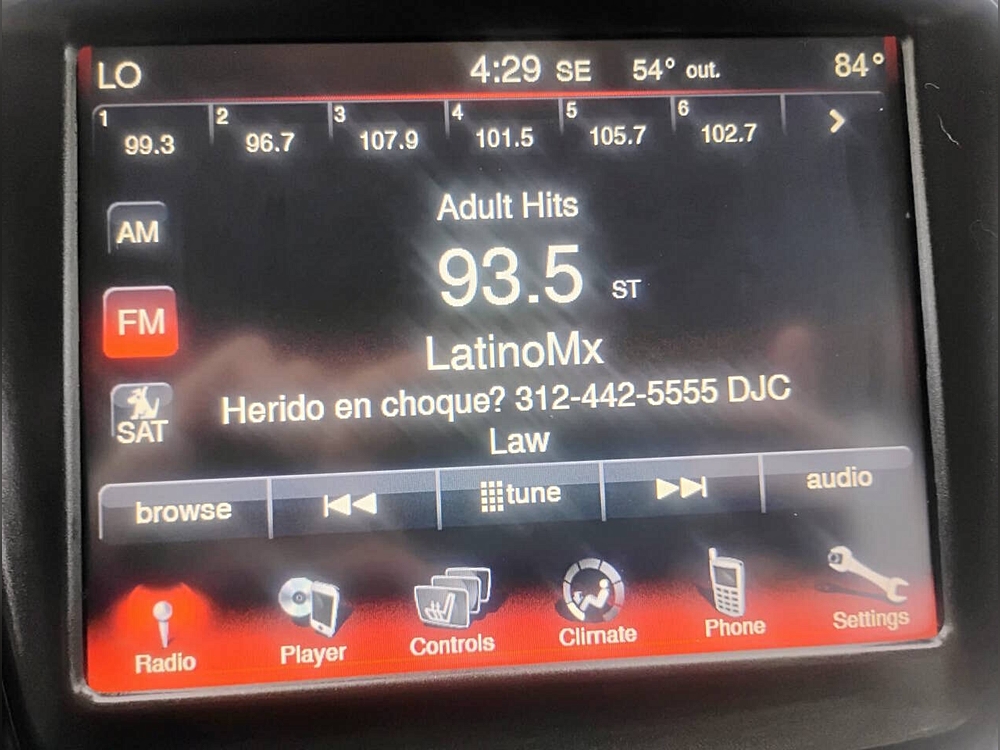 LO 4:29 SE 54° out. 84°
1 2 3 4 5 6
99.3 96.7 107.9 101.5 105.7 102.7
Adult Hits
AM
93.5 ST
FM
LatinoMx
Herido en choque? 312-442-5555 DJC
Law
SAT
browse tune audio
Radio Player Controls Climate Phone Settings